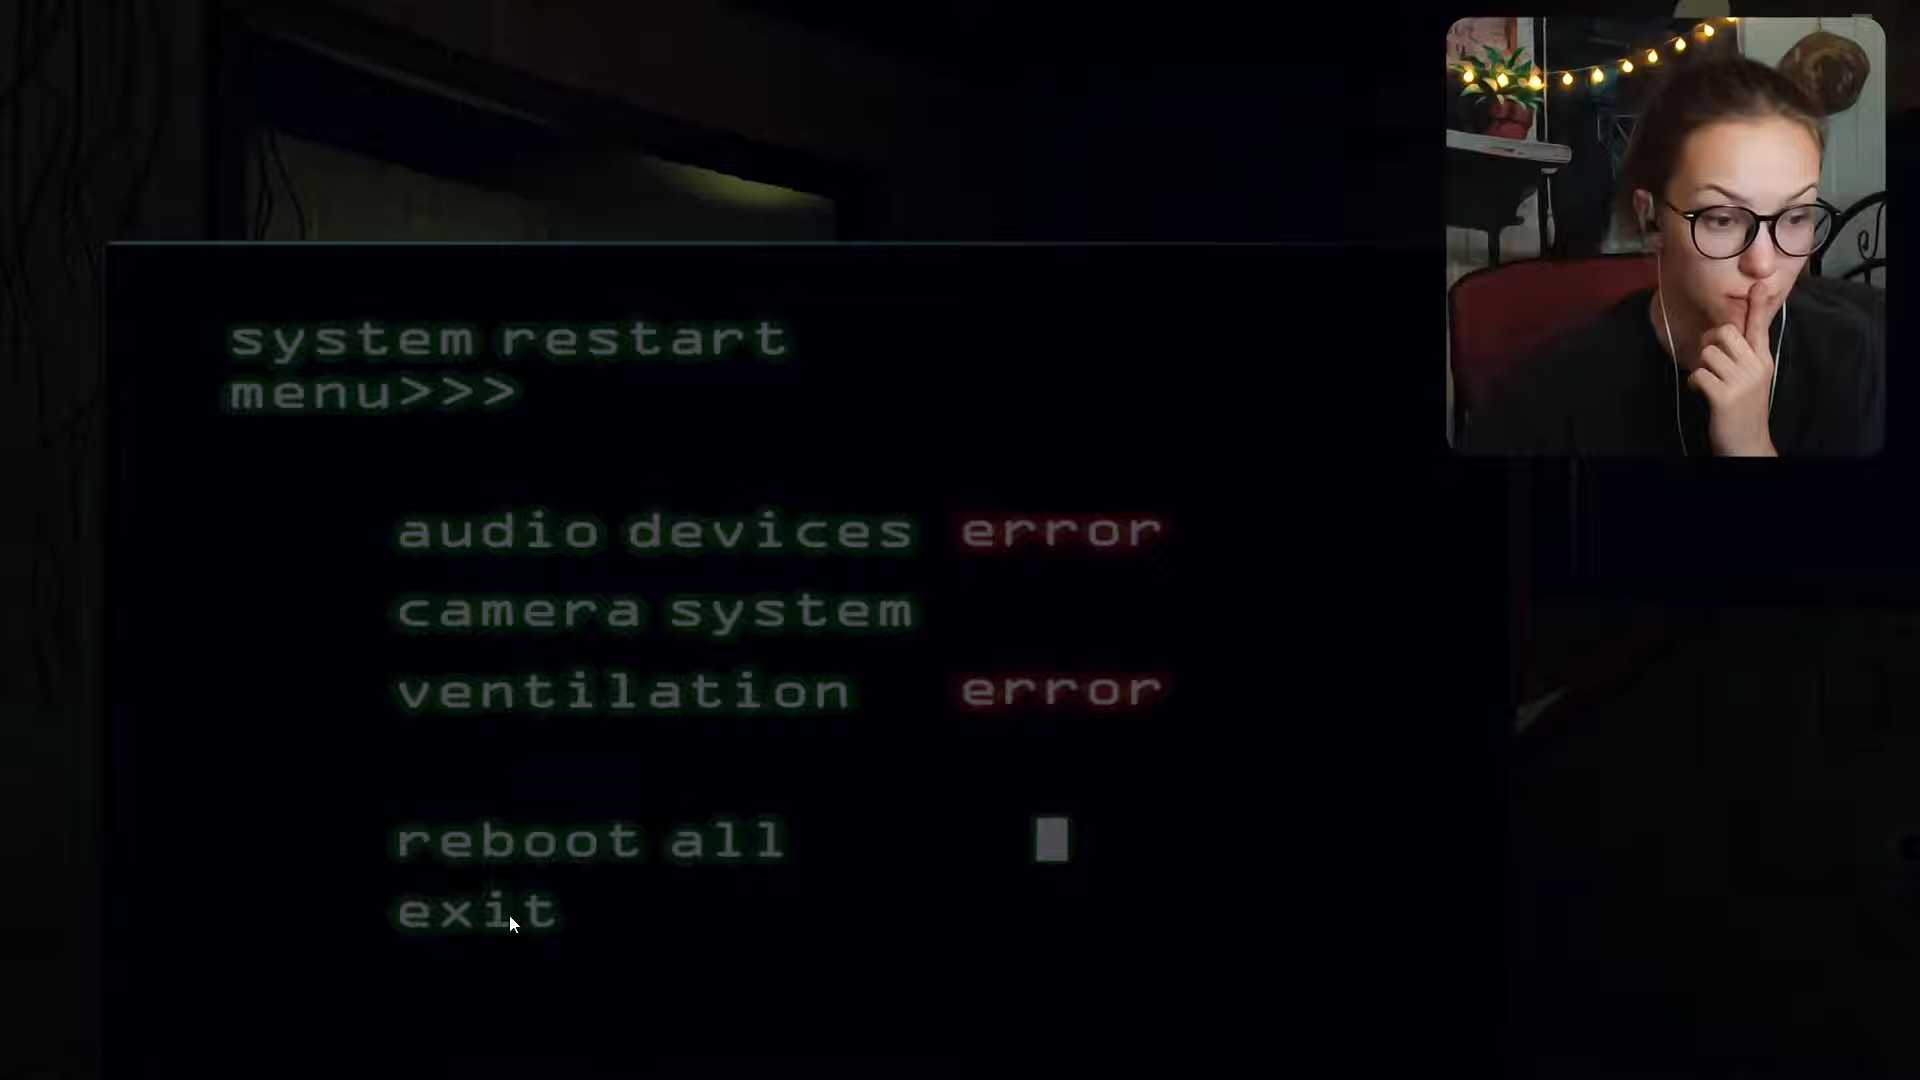 system restart
menu>>>
audio devices error
camera system
ventilation error
reboot all
exit